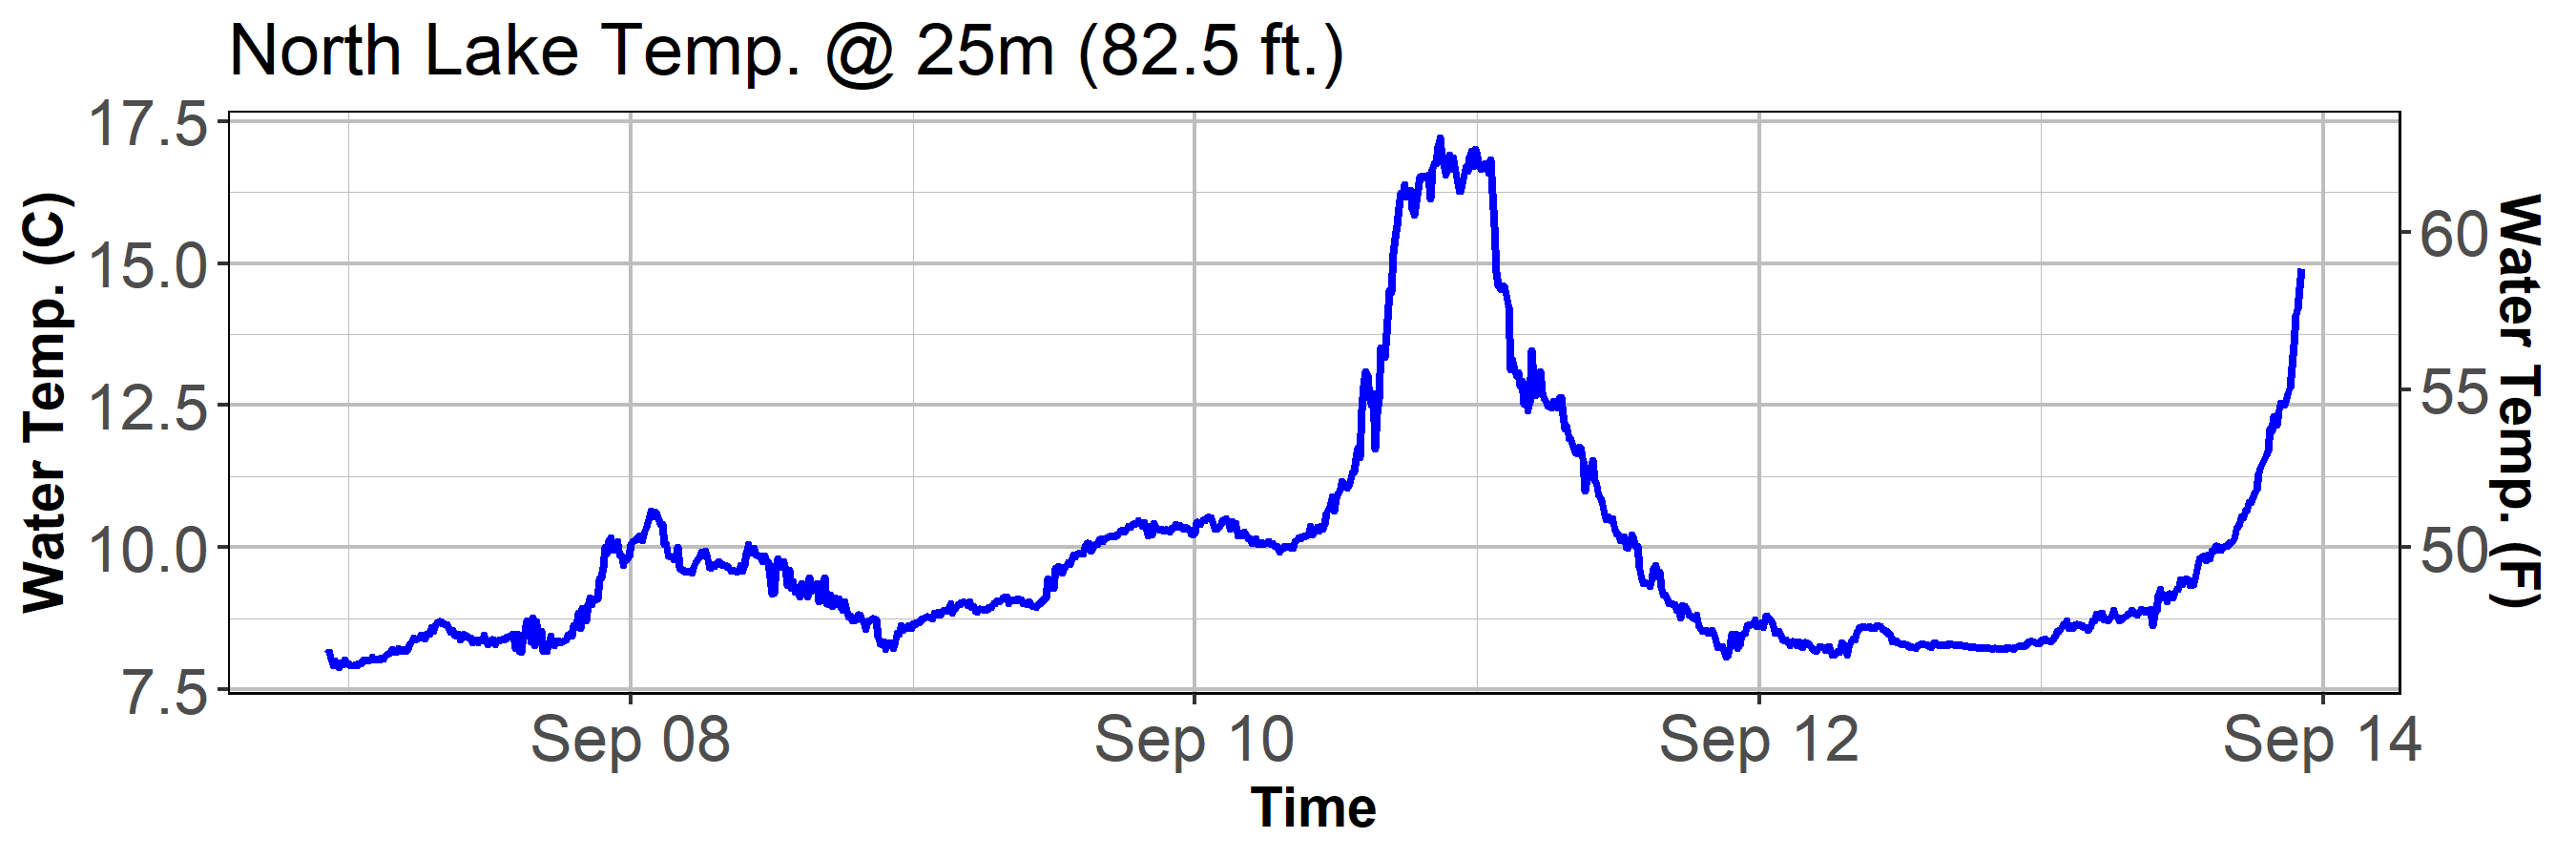 North Lake Temp. @ 25m (82.5 ft.)
Water Temp. (C)
17.5
15.0
12.5
10.0
7.5
60
55
50
Water Temp. (F)
Sep 08 Sep 10 Sep 12 Sep 14
Time